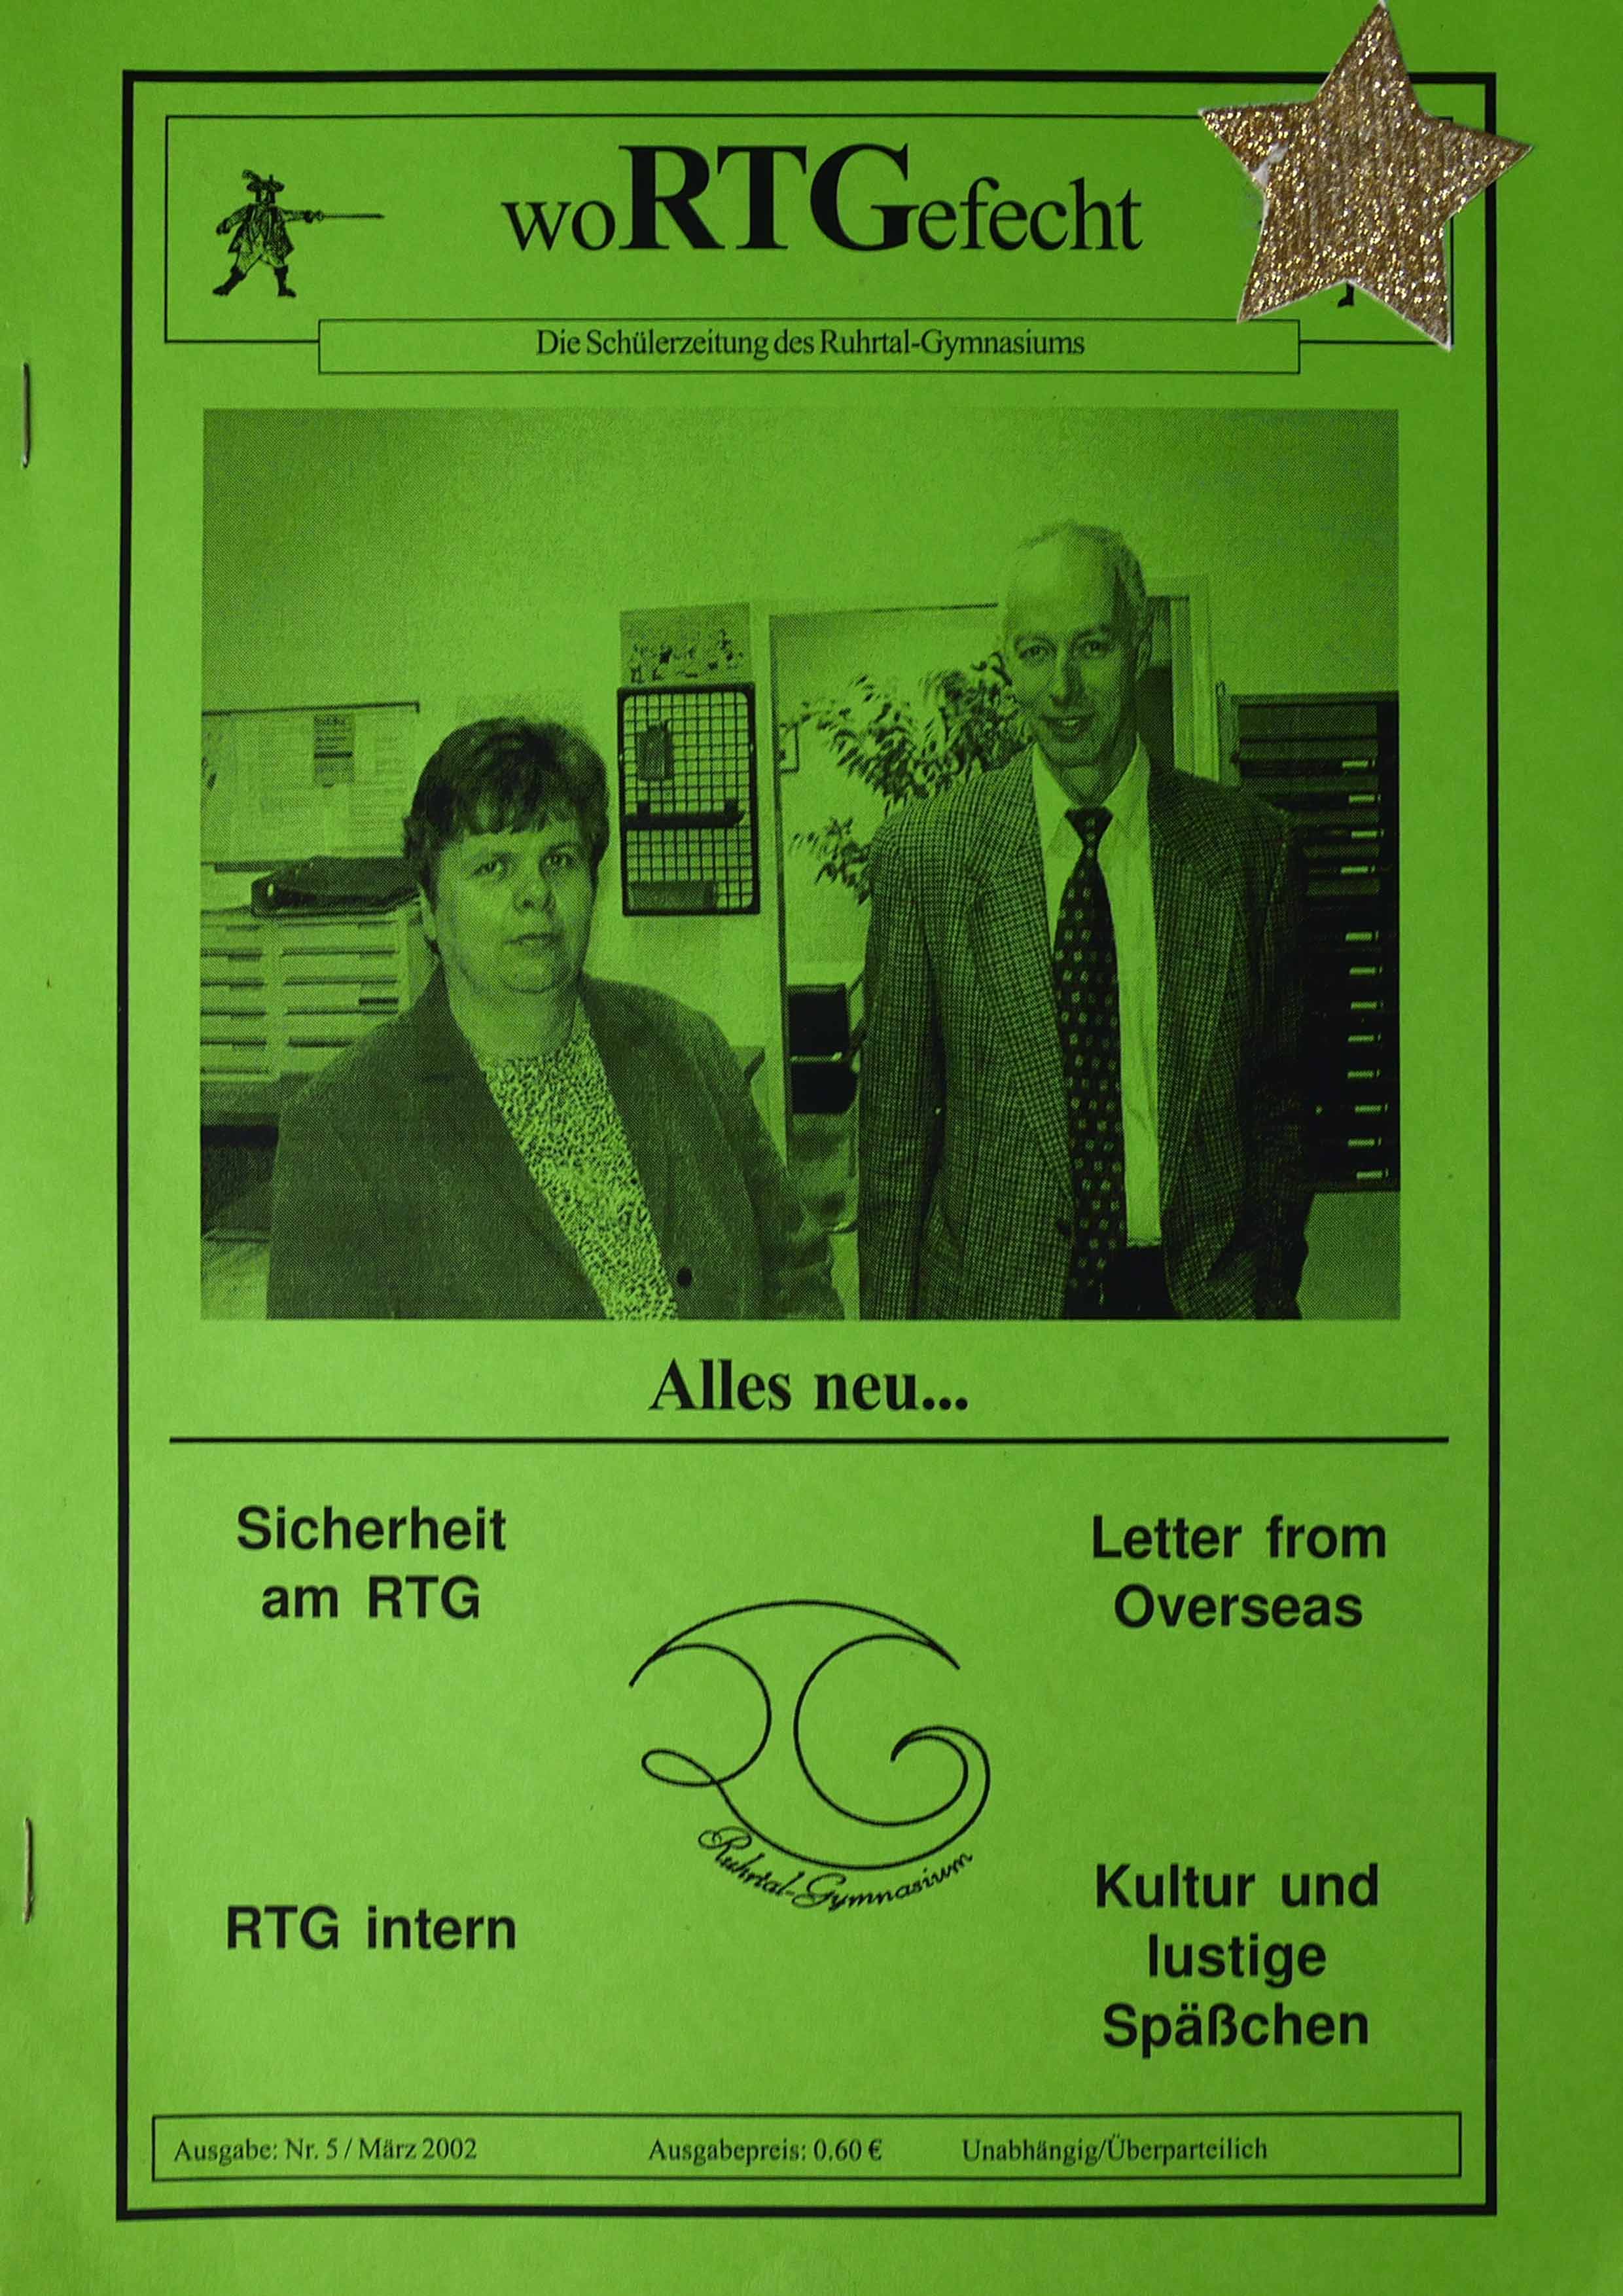 woRTGefecht
Die Schülerzeitung des Ruhrtal-Gymnasiums
Alles neu...
Sicherheit
am RTG
Letter from
Overseas
Ruhrtal-Gymnasium
RTG intern
Kultur und
lustige
Späßchen
Ausgabe: Nr. 5 / März 2002
Ausgabepreis: 0.60 €
Unabhängig/Überparteilich